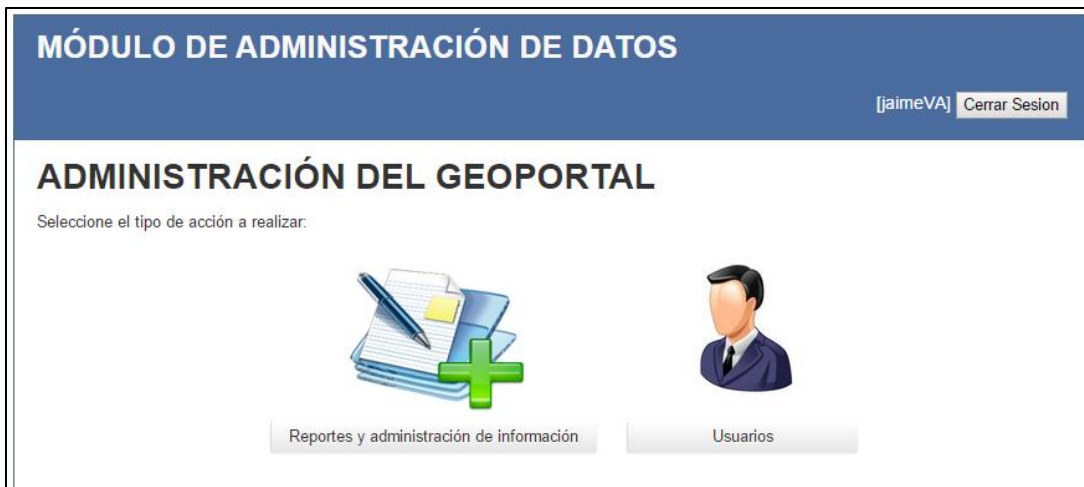 MÓDULO DE ADMINISTRACIÓN DE DATOS
[jaimeVA] Cerrar Sesion
ADMINISTRACIÓN DEL GEOPORTAL
Seleccione el tipo de acción a realizar:
Reportes y administración de información
Usuarios